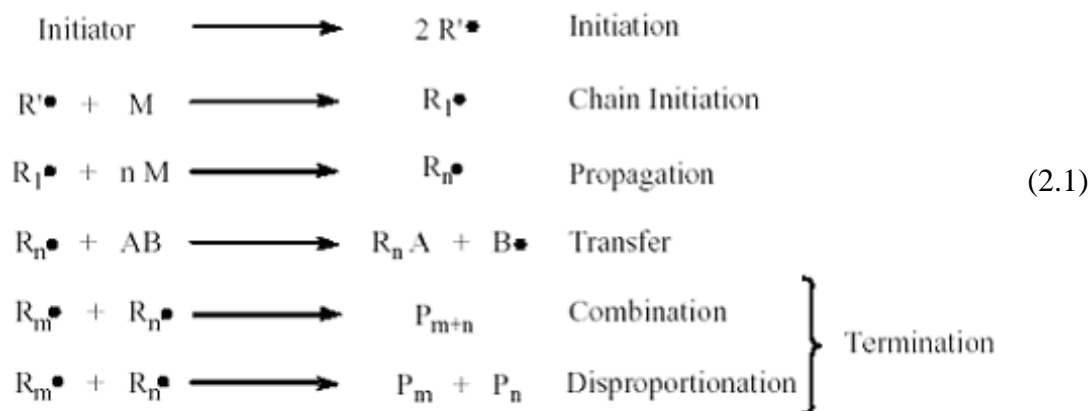 Initiator ⟶ 2 R'• Initiation
R'• + M ⟶ R₁• Chain Initiation
R₁• + n M ⟶ Rₙ• Propagation
(2.1)
Rₙ• + AB ⟶ Rₙ A + B• Transfer
Rₘ• + Rₙ• ⟶ Pₘ₊ₙ Combination
Termination
Rₘ• + Rₙ• ⟶ Pₘ + Pₙ Disproportionation